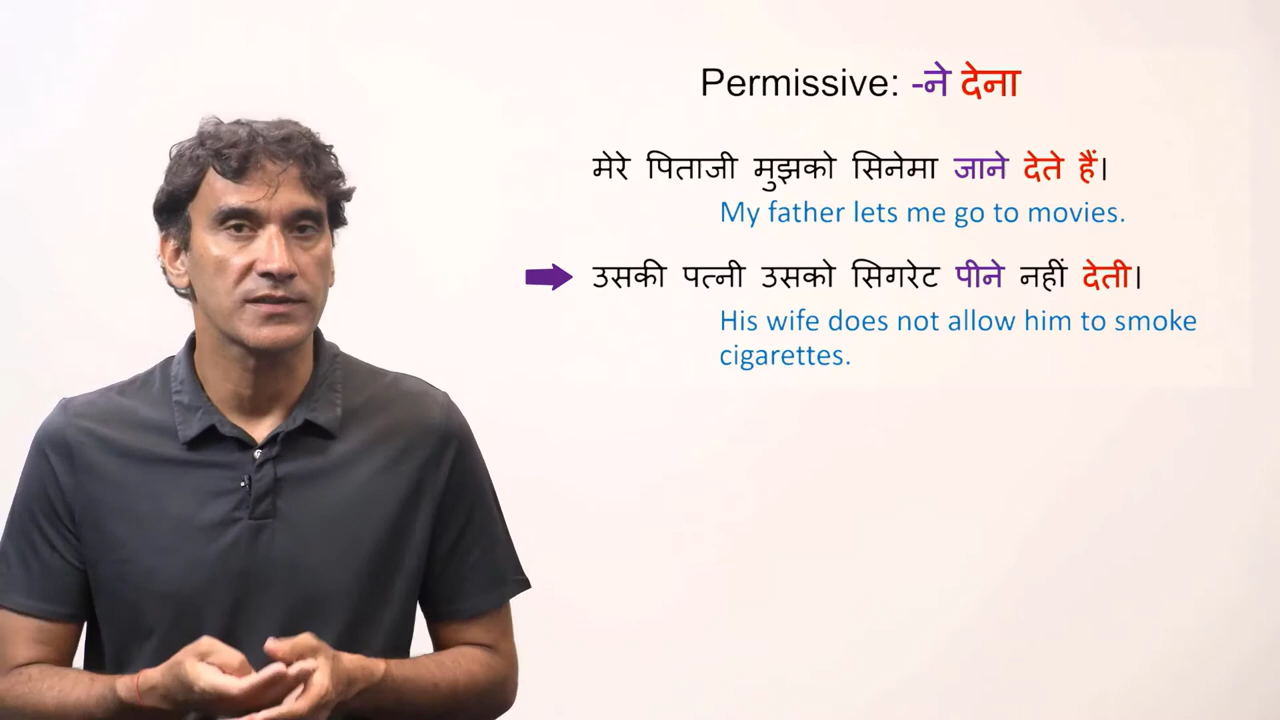 Permissive: -ने देना
मेरे पिताजी मुझको सिनेमा जाने देते हैं।
My father lets me go to movies.
उसकी पत्नी उसको सिगरेट पीने नहीं देती।
His wife does not allow him to smoke
cigarettes.